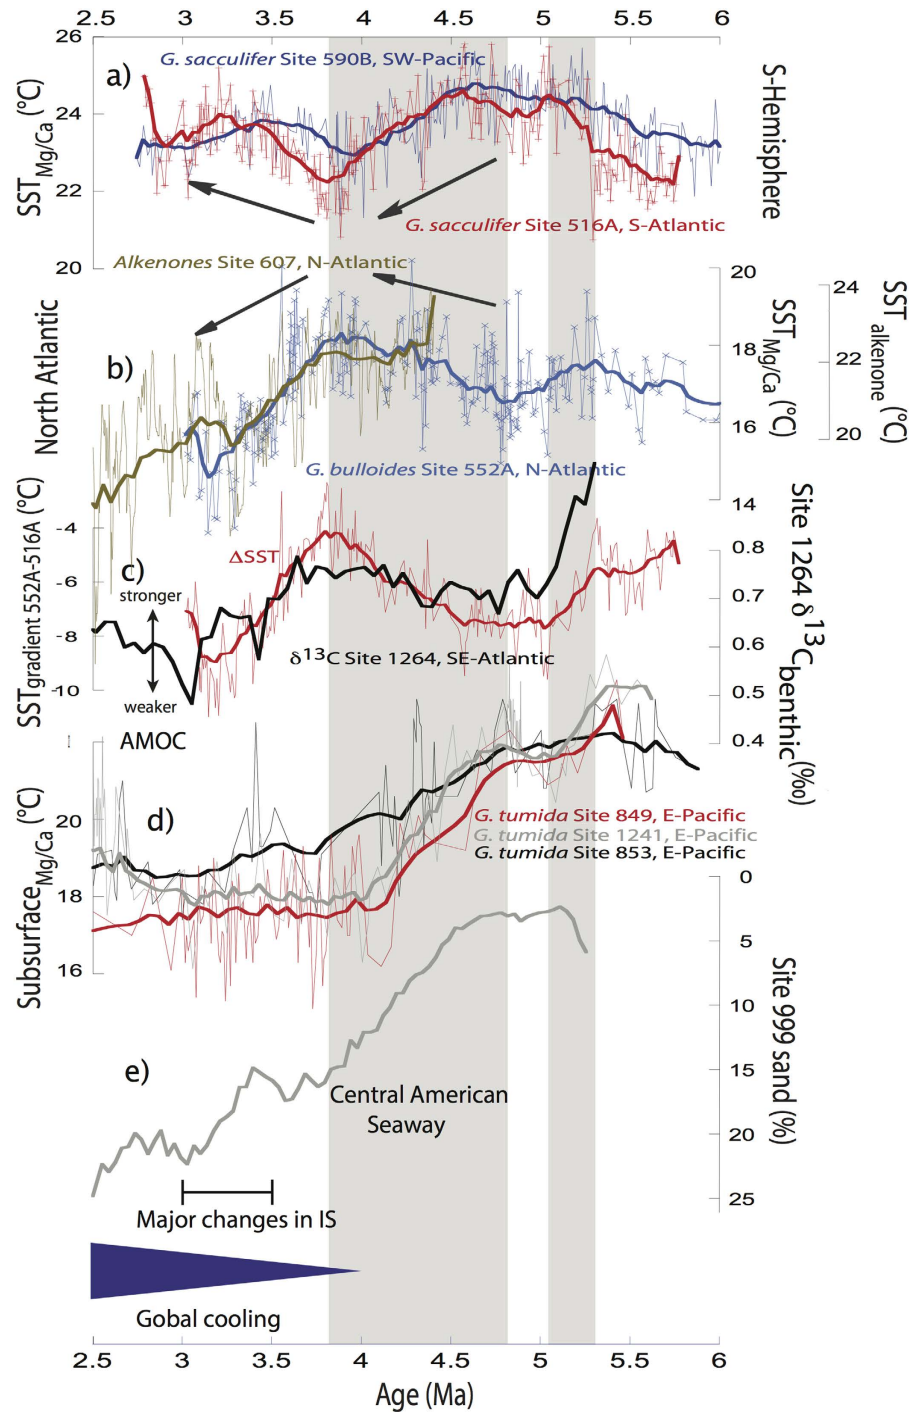 2.5 3 3.5 4 4.5 5 5.5 6
26
G. sacculifer Site 590B, SW-Pacific
a)
24
22
20
SST Mg/Ca (°C)
S-Hemisphere
G. sacculifer Site 516A, S-Atlantic
Alkenones Site 607, N-Atlantic
North Atlantic
b)
20
18
16
14
SST Mg/Ca (°C)
24
22
20
SST alkenone (°C)
G. bulloides Site 552A, N-Atlantic
SST gradient 552A-516A (°C)
-4
-6
-8
-10
c)
ΔSST
stronger
weaker
AMOC
δ13C Site 1264, SE-Atlantic
0.8
0.7
0.6
0.5
0.4
Site 1264 δ13C benthic (‰)
d)
20
18
16
Subsurface Mg/Ca (°C)
G. tumida Site 849, E-Pacific
G. tumida Site 1241, E-Pacific
G. tumida Site 853, E-Pacific
0
5
10
15
20
25
Site 999 sand (%)
e)
Central American
Seaway
Major changes in IS
Gobal cooling
2.5 3 3.5 4 4.5 5 5.5 6
Age (Ma)